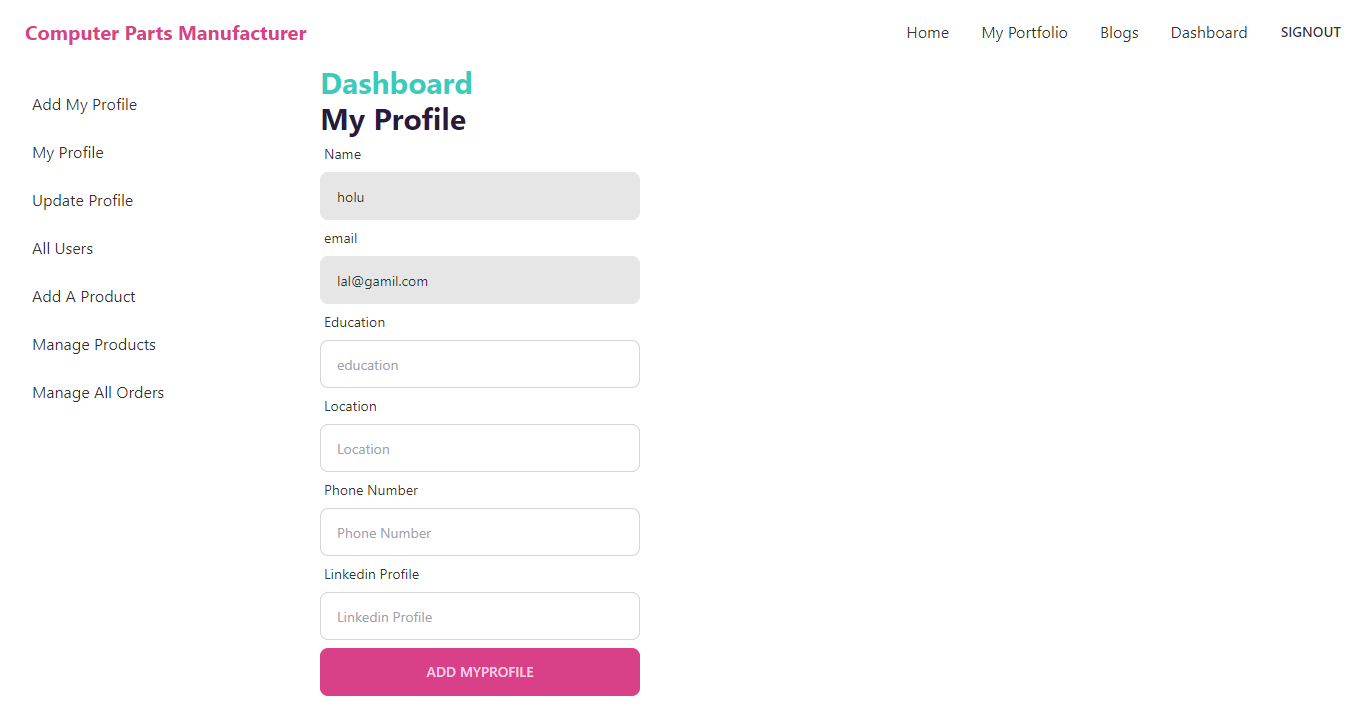 Computer Parts Manufacturer
Home
My Portfolio
Blogs
Dashboard
SIGNOUT
Add My Profile
My Profile
Update Profile
All Users
Add A Product
Manage Products
Manage All Orders
Dashboard
My Profile
Name
holu
email
lal@gamil.com
Education
education
Location
Location
Phone Number
Phone Number
Linkedin Profile
Linkedin Profile
ADD MYPROFILE